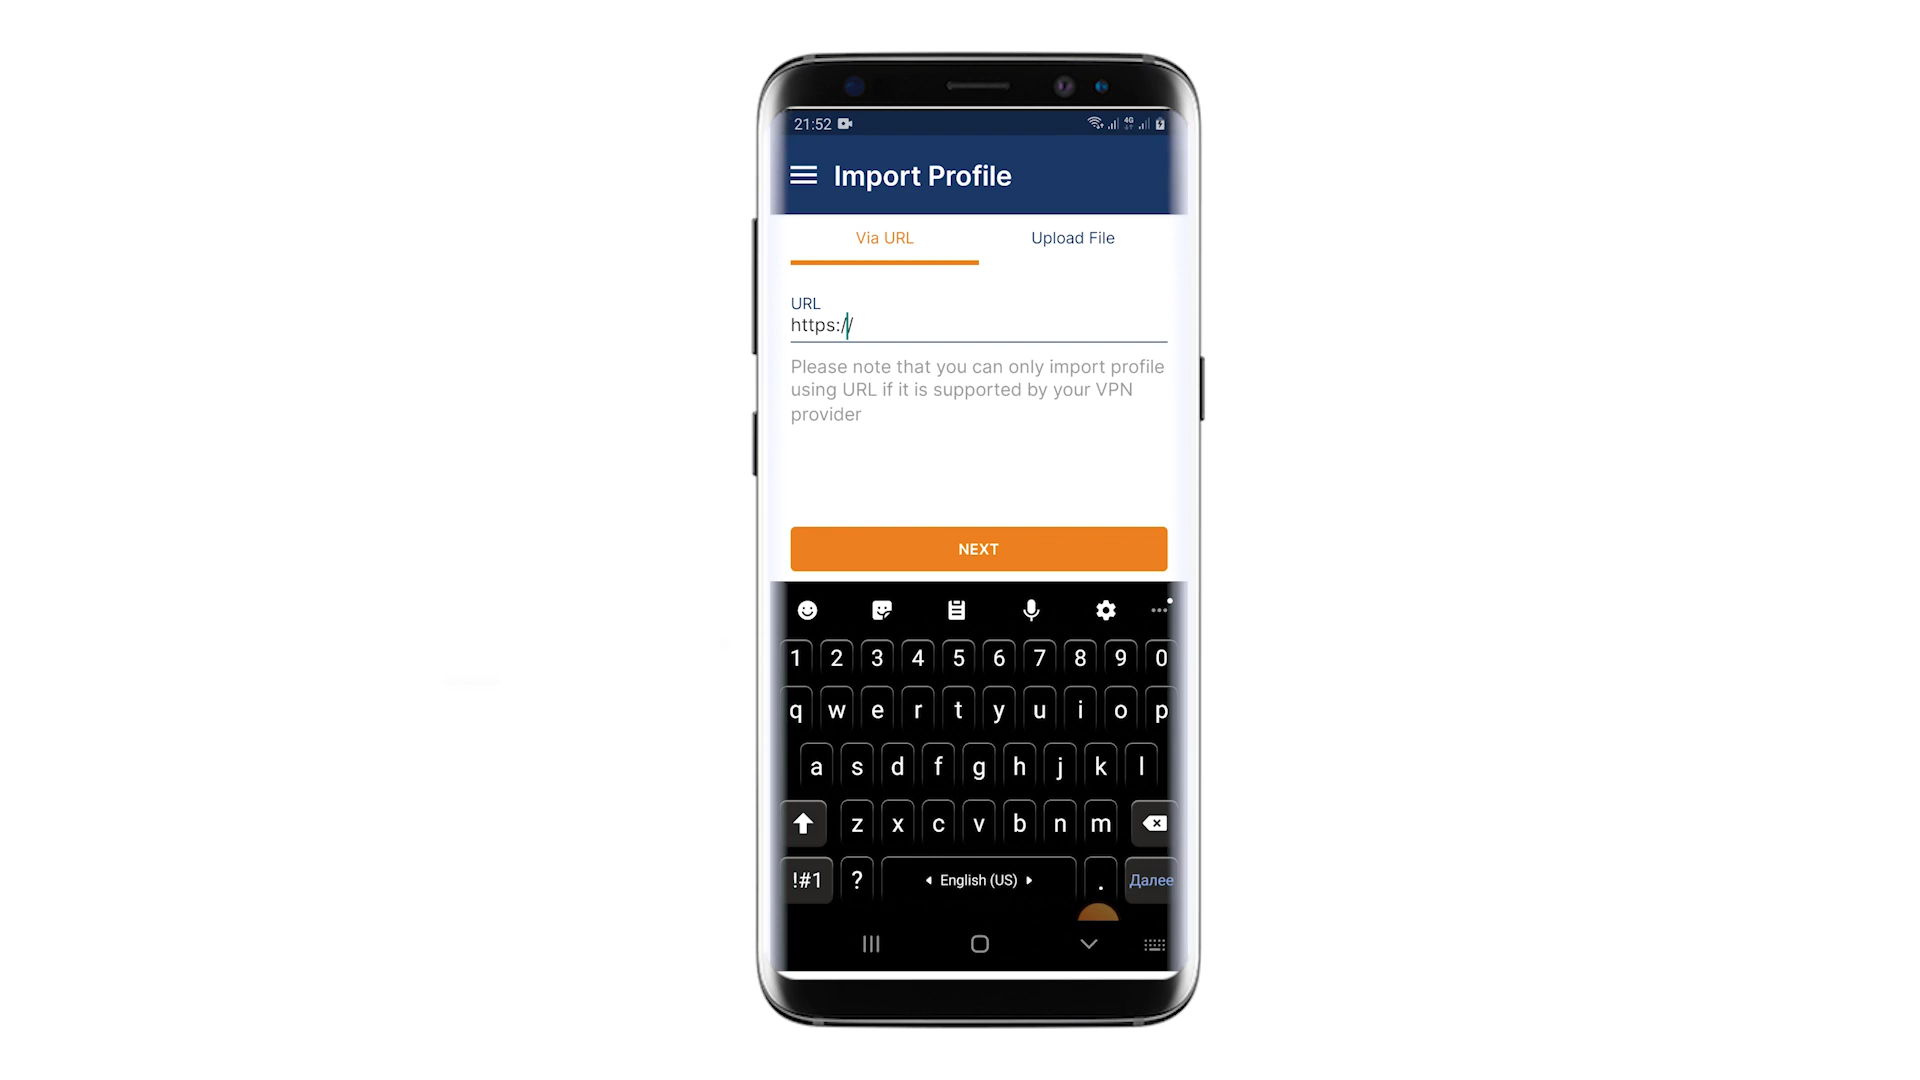 21:52 4G
Import Profile
Via URL Upload File
URL
https://
Please note that you can only import profile
using URL if it is supported by your VPN
provider
NEXT
1 2 3 4 5 6 7 8 9 0
q w e r t y u i o p
a s d f g h j k l
z x c v b n m
!#1 ? English (US) . Далее